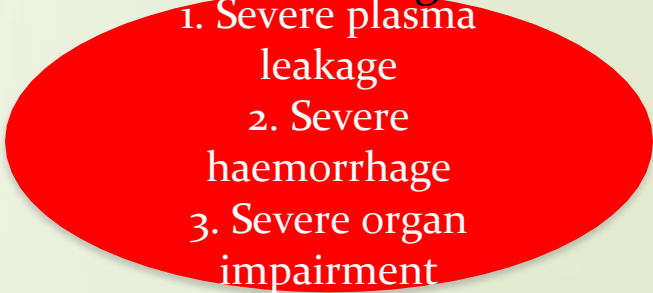 1. Severe plasma
leakage
2. Severe
haemorrhage
3. Severe organ
impairment